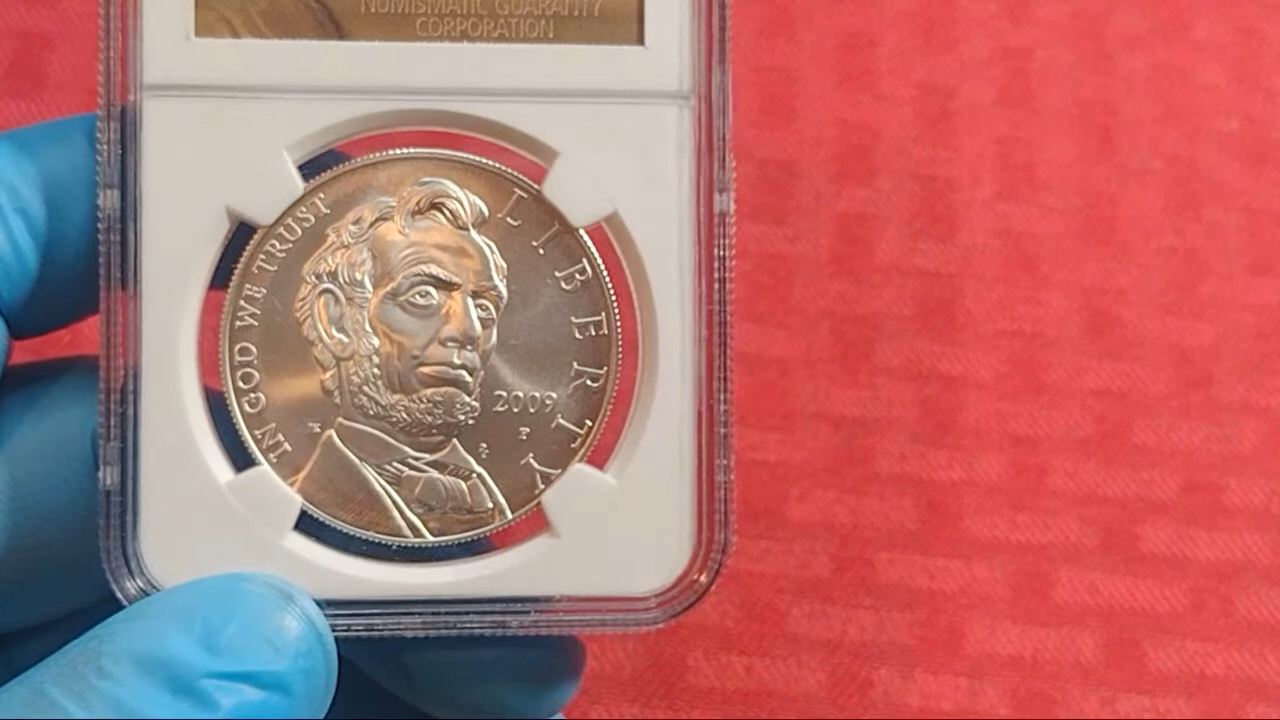 NUMISMATIC GUARANTY
CORPORATION
IN GOD WE TRUST
LIBERTY
2009
P